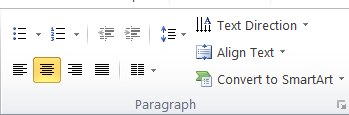 Text Direction
Align Text
Convert to SmartArt
Paragraph